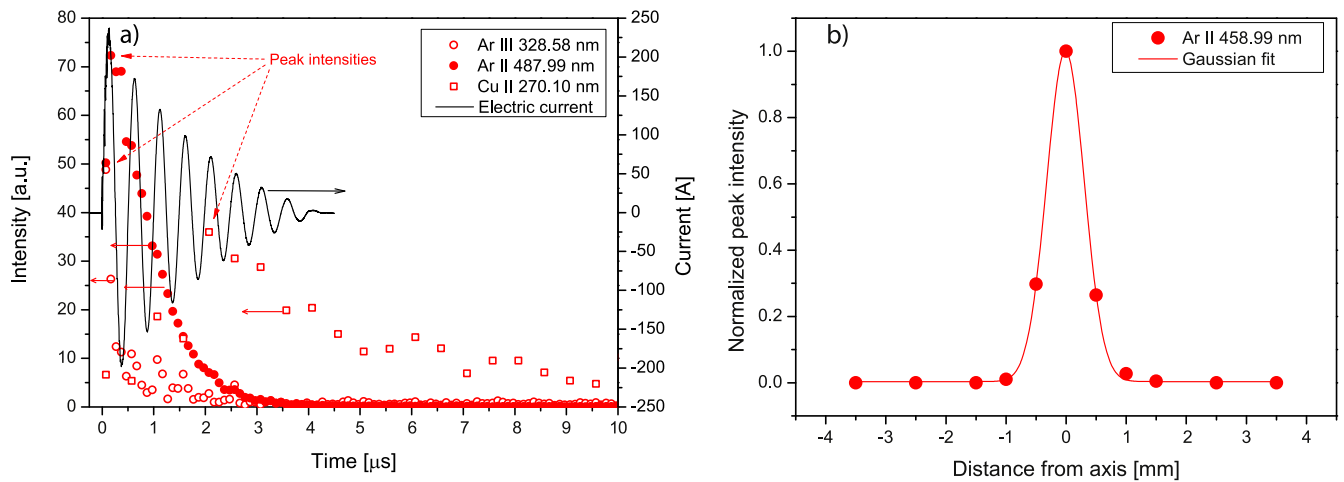 a)
Ar III 328.58 nm
Ar II 487.99 nm
Cu II 270.10 nm
Electric current
Peak intensities
Intensity [a.u.]
80
70
60
50
40
30
20
10
0
Current [A]
250
200
150
100
50
0
-50
-100
-150
-200
-250
0 1 2 3 4 5 6 7 8 9 10
Time [μs]
b)
Ar II 458.99 nm
Gaussian fit
Normalized peak intensity
1.0
0.8
0.6
0.4
0.2
0.0
-4 -3 -2 -1 0 1 2 3 4
Distance from axis [mm]